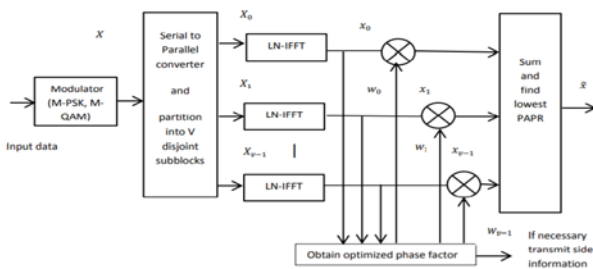 X
Modulator
(M-PSK, M-
QAM)
Input data
Serial to
Parallel
converter
and
partition
into V
disjoint
subblocks
X₀
LN-IFFT
x₀
X₁
LN-IFFT
w₀
x₁
Xᵥ₋₁
LN-IFFT
w₁
xᵥ₋₁
Sum
and
find
lowest
PAPR
x̃
wᵥ₋₁
Obtain optimized phase factor
If necessary
transmit side
information